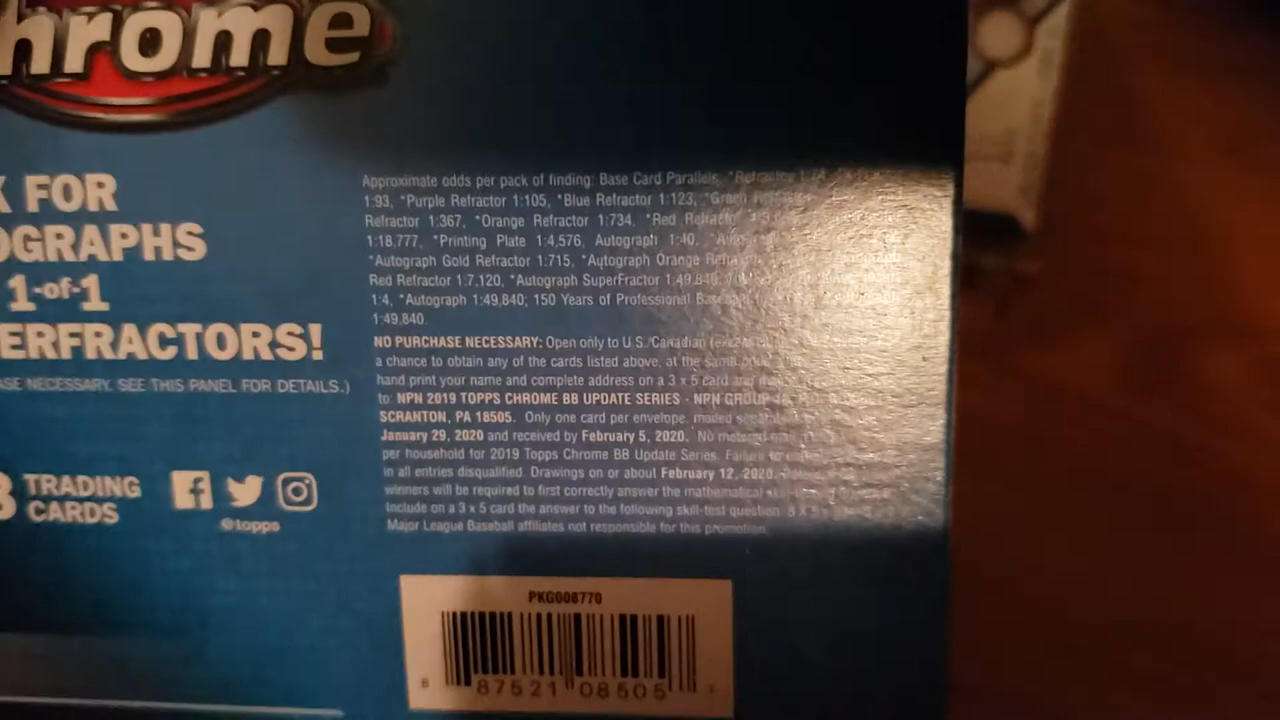 hrome
K FOR
OGRAPHS
1-of-1
ERFRACTORS!
ASE NECESSARY. SEE THIS PANEL FOR DETAILS.)
3 TRADING
CARDS
@topps
Approximate odds per pack of finding: Base Card Parallels, *Refractor
1:93, *Purple Refractor 1:105, *Blue Refractor 1:123, *Green
Refractor 1:367, *Orange Refractor 1:734, *Red Refractor
1:18,777, *Printing Plate 1:4,576, Autograph 1:40,
*Autograph Gold Refractor 1:715, *Autograph Orange
Red Refractor 1:7,120, *Autograph SuperFractor 1:49,840,
1:4, *Autograph 1:49,840; 150 Years of Professional Baseball
1:49,840.
NO PURCHASE NECESSARY: Open only to U.S./Canadian
a chance to obtain any of the cards listed above, at the same
hand print your name and complete address on a 3 x 5 card and
to: NPN 2019 TOPPS CHROME BB UPDATE SERIES - NPN GROUP
SCRANTON, PA 18505. Only one card per envelope, mailed
January 29, 2020 and received by February 5, 2020. No metered
per household for 2019 Topps Chrome BB Update Series. Failure to
in all entries disqualified. Drawings on or about February 12, 2020.
winners will be required to first correctly answer the mathematical
Include on a 3 x 5 card the answer to the following skill-test question:
Major League Baseball affiliates not responsible for this promotion.
PKG008770
87521 08505